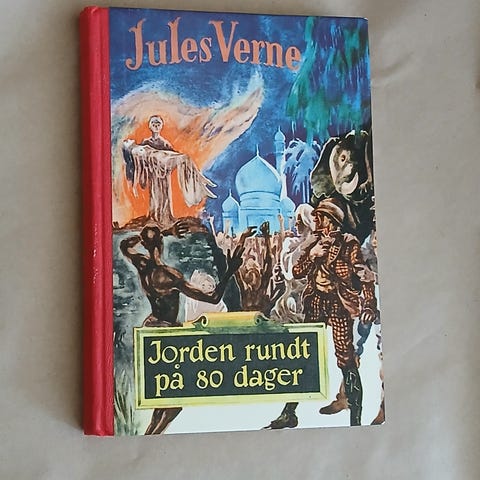 Jules Verne
Jorden rundt
på 80 dager